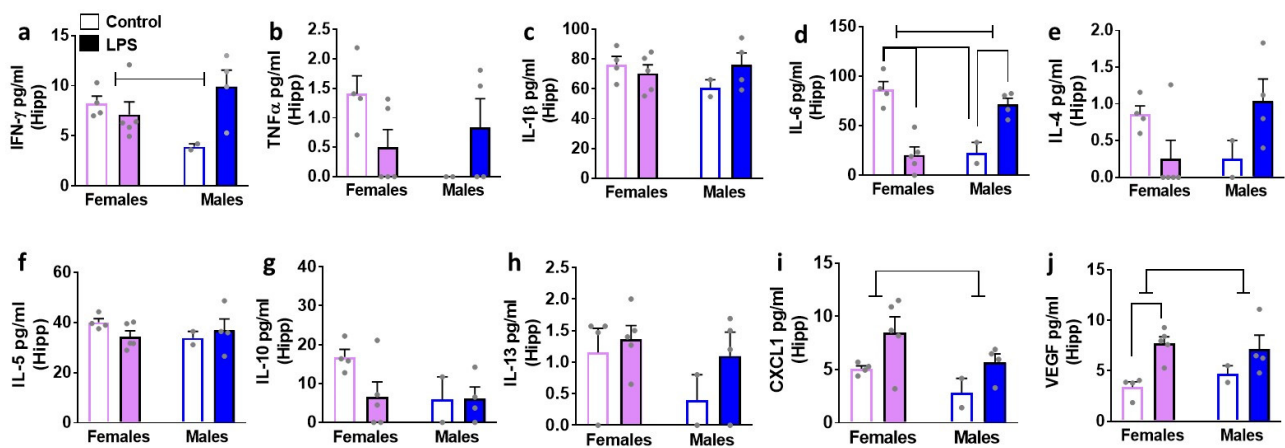 Control
LPS
a
IFN-γ pg/ml
(Hipp)
15
10
5
0
Females Males
b
TNFα pg/ml
(Hipp)
2.5
2.0
1.5
1.0
0.5
0.0
Females Males
c
IL-1β pg/ml
(Hipp)
100
80
60
40
20
0
Females Males
d
IL-6 pg/ml
(Hipp)
150
100
50
0
Females Males
e
IL-4 pg/ml
(Hipp)
2.0
1.5
1.0
0.5
0.0
Females Males
f
IL-5 pg/ml
(Hipp)
60
40
20
0
Females Males
g
IL-10 pg/ml
(Hipp)
40
30
20
10
0
Females Males
h
IL-13 pg/ml
(Hipp)
2.5
2.0
1.5
1.0
0.5
0.0
Females Males
i
CXCL1 pg/ml
(Hipp)
15
10
5
0
Females Males
j
VEGF pg/ml
(Hipp)
15
10
5
0
Females Males